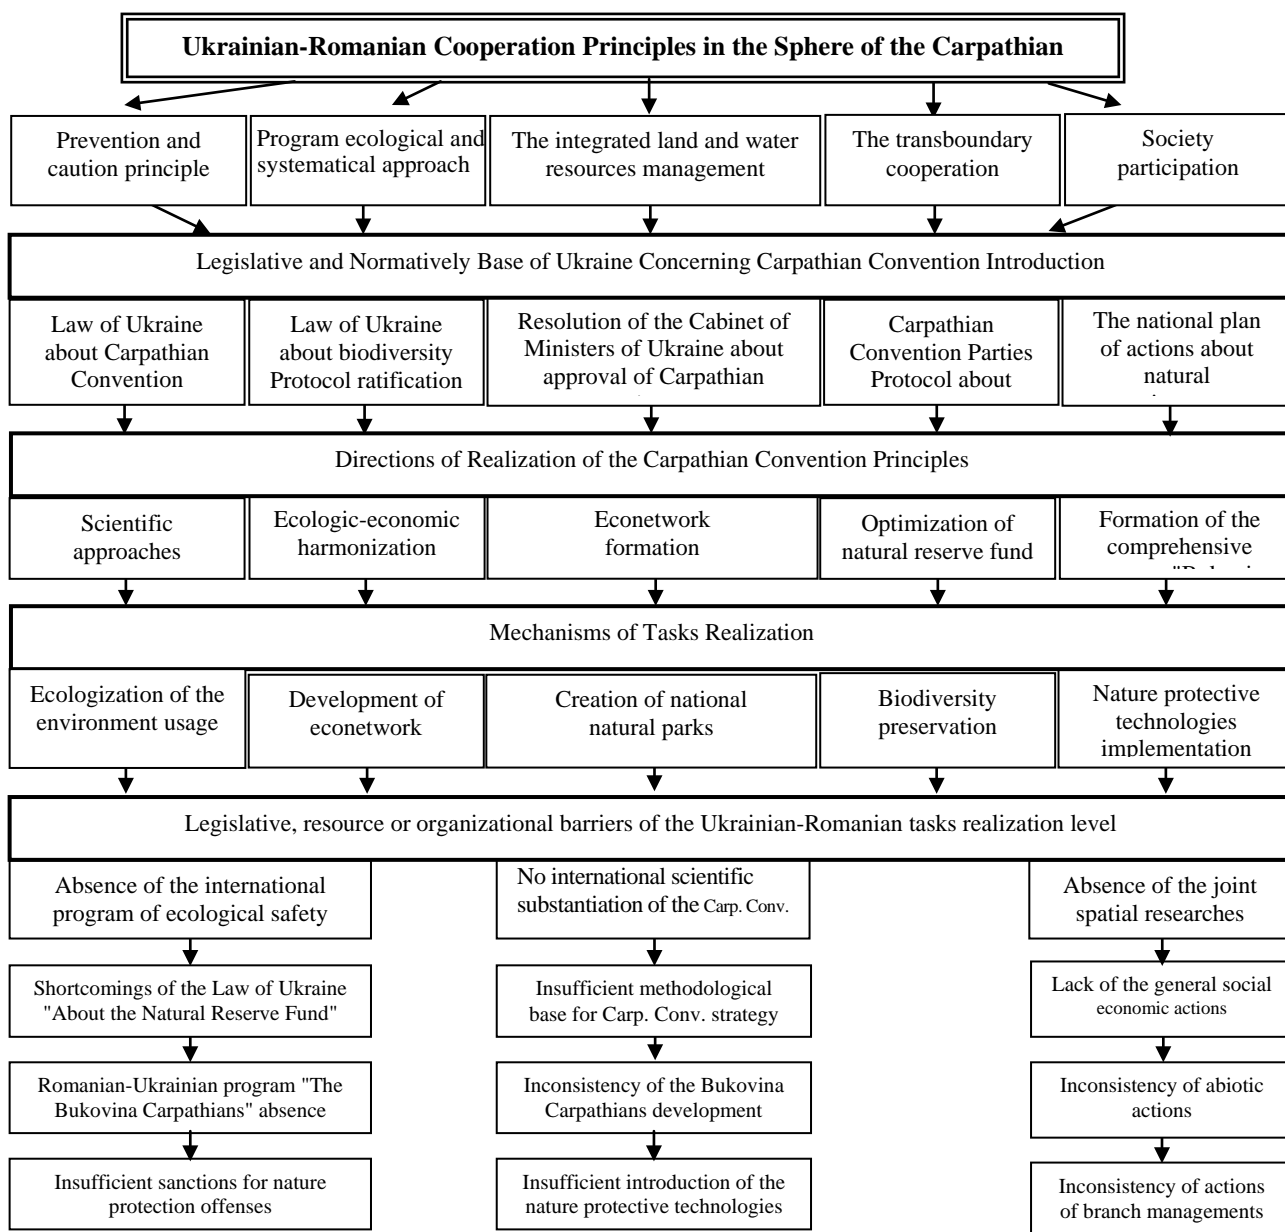 Ukrainian-Romanian Cooperation Principles in the Sphere of the Carpathian
Prevention and
caution principle
Program ecological and
systematical approach
The integrated land and water
resources management
The transboundary
cooperation
Society
participation
Legislative and Normatively Base of Ukraine Concerning Carpathian Convention Introduction
Law of Ukraine
about Carpathian
Convention
Law of Ukraine
about biodiversity
Protocol ratification
Resolution of the Cabinet of
Ministers of Ukraine about
approval of Carpathian
Carpathian
Convention Parties
Protocol about
The national plan
of actions about
natural
Directions of Realization of the Carpathian Convention Principles
Scientific
approaches
Ecologic-economic
harmonization
Econetwork
formation
Optimization of
natural reserve fund
Formation of the
comprehensive
Mechanisms of Tasks Realization
Ecologization of the
environment usage
Development of
econetwork
Creation of national
natural parks
Biodiversity
preservation
Nature protective
technologies
implementation
Legislative, resource or organizational barriers of the Ukrainian-Romanian tasks realization level
Absence of the international
program of ecological safety
No international scientific
substantiation of the Carp. Conv.
Absence of the joint
spatial researches
Shortcomings of the Law of Ukraine
"About the Natural Reserve Fund"
Insufficient methodological
base for Carp. Conv. strategy
Lack of the general social
economic actions
Romanian-Ukrainian program "The
Bukovina Carpathians" absence
Inconsistency of the Bukovina
Carpathians development
Inconsistency of abiotic
actions
Insufficient sanctions for nature
protection offenses
Insufficient introduction of the
nature protective technologies
Inconsistency of actions
of branch managements